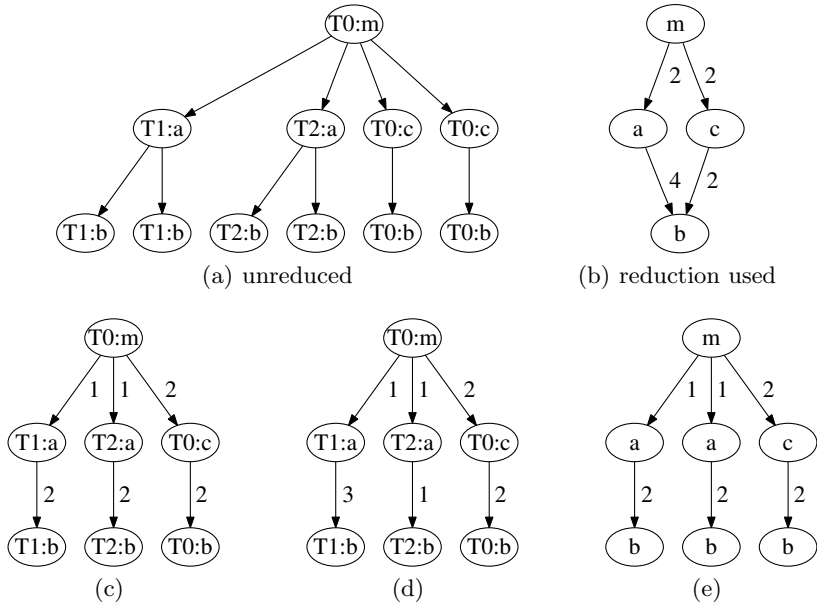 T0:m
m
2 2
T1:a T2:a T0:c T0:c
a c
4 2
T1:b T1:b T2:b T2:b T0:b T0:b
b
(a) unreduced
(b) reduction used
T0:m
1 1 2
T1:a T2:a T0:c
2 2 2
T1:b T2:b T0:b
(c)
T0:m
1 1 2
T1:a T2:a T0:c
3 1 2
T1:b T2:b T0:b
(d)
m
1 1 2
a a c
2 2 2
b b b
(e)